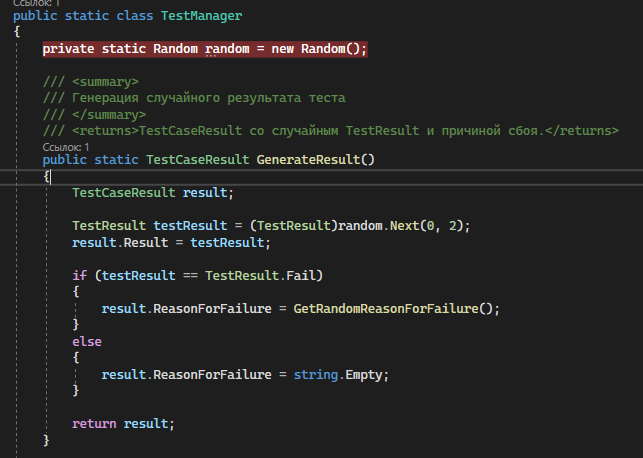 Ссылок: 1
public static class TestManager
{
private static Random random = new Random();
/// <summary>
/// Генерация случайного результата теста
/// </summary>
/// <returns>TestCaseResult со случайным TestResult и причиной сбоя.</returns>
Ссылок: 1
public static TestCaseResult GenerateResult()
{
TestCaseResult result;
TestResult testResult = (TestResult)random.Next(0, 2);
result.Result = testResult;
if (testResult == TestResult.Fail)
{
result.ReasonForFailure = GetRandomReasonForFailure();
}
else
{
result.ReasonForFailure = string.Empty;
}
return result;
}